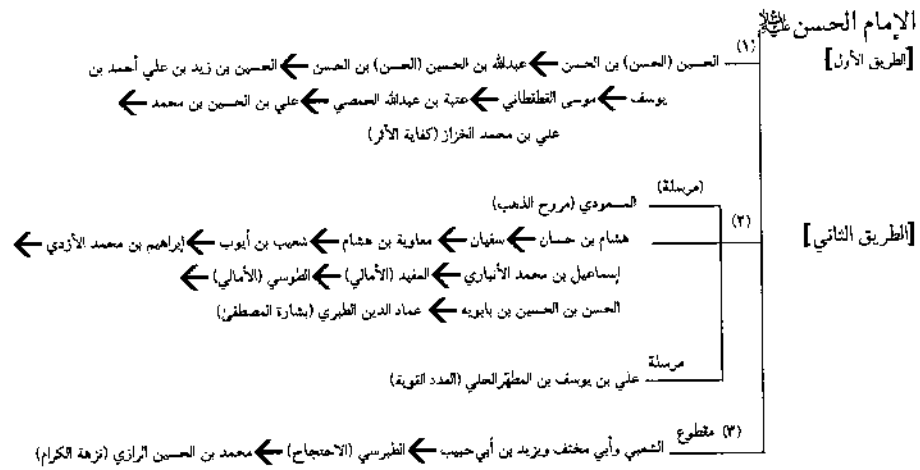 الإمام الحسن عليه السلام
[الطريق الأول]
(١) الحسين (الحسن) بن الحسن ← عبدالله بن الحسين (الحسن) بن الحسن ← الحسين بن زيد بن علي أحمد بن
يوسف ← موسى القطقطاني ← عتبة بن عبدالله الحمصي ← علي بن الحسين بن محمد ←
علي بن محمد الخزاز (كفاية الأثر)
(مرسلة) المسعودي (مروج الذهب)
[الطريق الثاني]
(٢) هشام بن حسان ← سفيان ← معاوية بن هشام ← شعيب بن أيوب ← إبراهيم بن محمد الأزدي ←
إسماعيل بن محمد الأنباري ← المفيد (الأمالي) ← الطوسي (الأمالي) ←
الحسن بن الحسين بن بابويه ← عماد الدين الطبري (بشارة المصطفى)
مرسلة علي بن يوسف بن المطهر الحلي (العدد القوية)
(٣) مقطوع الشعبي وأبي مخنف ويزيد بن أبي حبيب ← الطبرسي (الاحتجاج) ← محمد بن الحسين الرازي (نزهة الكرام)